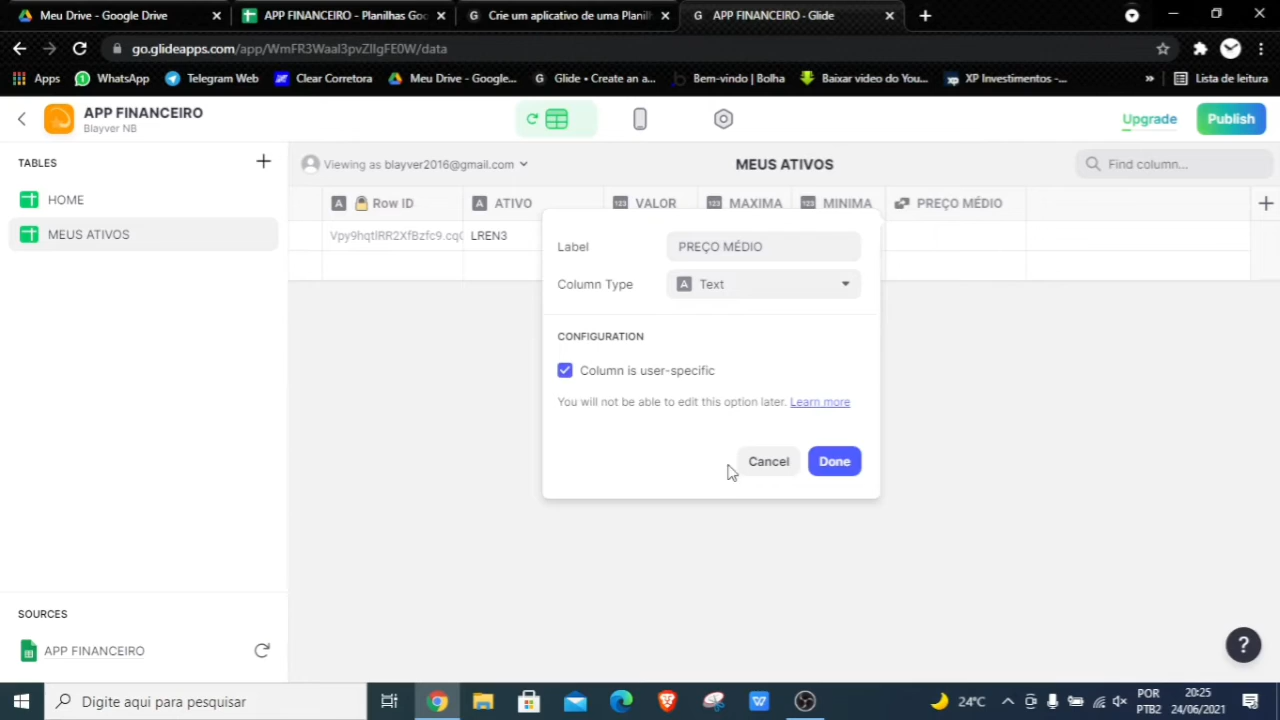 Meu Drive - Google Drive
APP FINANCEIRO - Planilhas Goo
Crie um aplicativo de uma Planil
APP FINANCEIRO - Glide
go.glideapps.com/app/WmFR3Waal3pvZIlgFE0W/data
Apps
WhatsApp
Telegram Web
Clear Corretora
Meu Drive - Google...
Glide • Create an a...
Bem-vindo | Bolha
Baixar video do You...
XP Investimentos -...
»
Lista de leitura
APP FINANCEIRO
Blayver NB
Upgrade
Publish
TABLES
HOME
MEUS ATIVOS
Viewing as blayver2016@gmail.com
MEUS ATIVOS
Find column...
Row ID
ATIVO
VALOR
MAXIMA
MINIMA
PREÇO MÉDIO
Vpy9hqtlRR2XfBzfc9.cq
LREN3
Label
PREÇO MÉDIO
Column Type
Text
CONFIGURATION
Column is user-specific
You will not be able to edit this option later. Learn more
Cancel
Done
SOURCES
APP FINANCEIRO
?
Digite aqui para pesquisar
24°C
POR
PTB2
20:25
24/06/2021